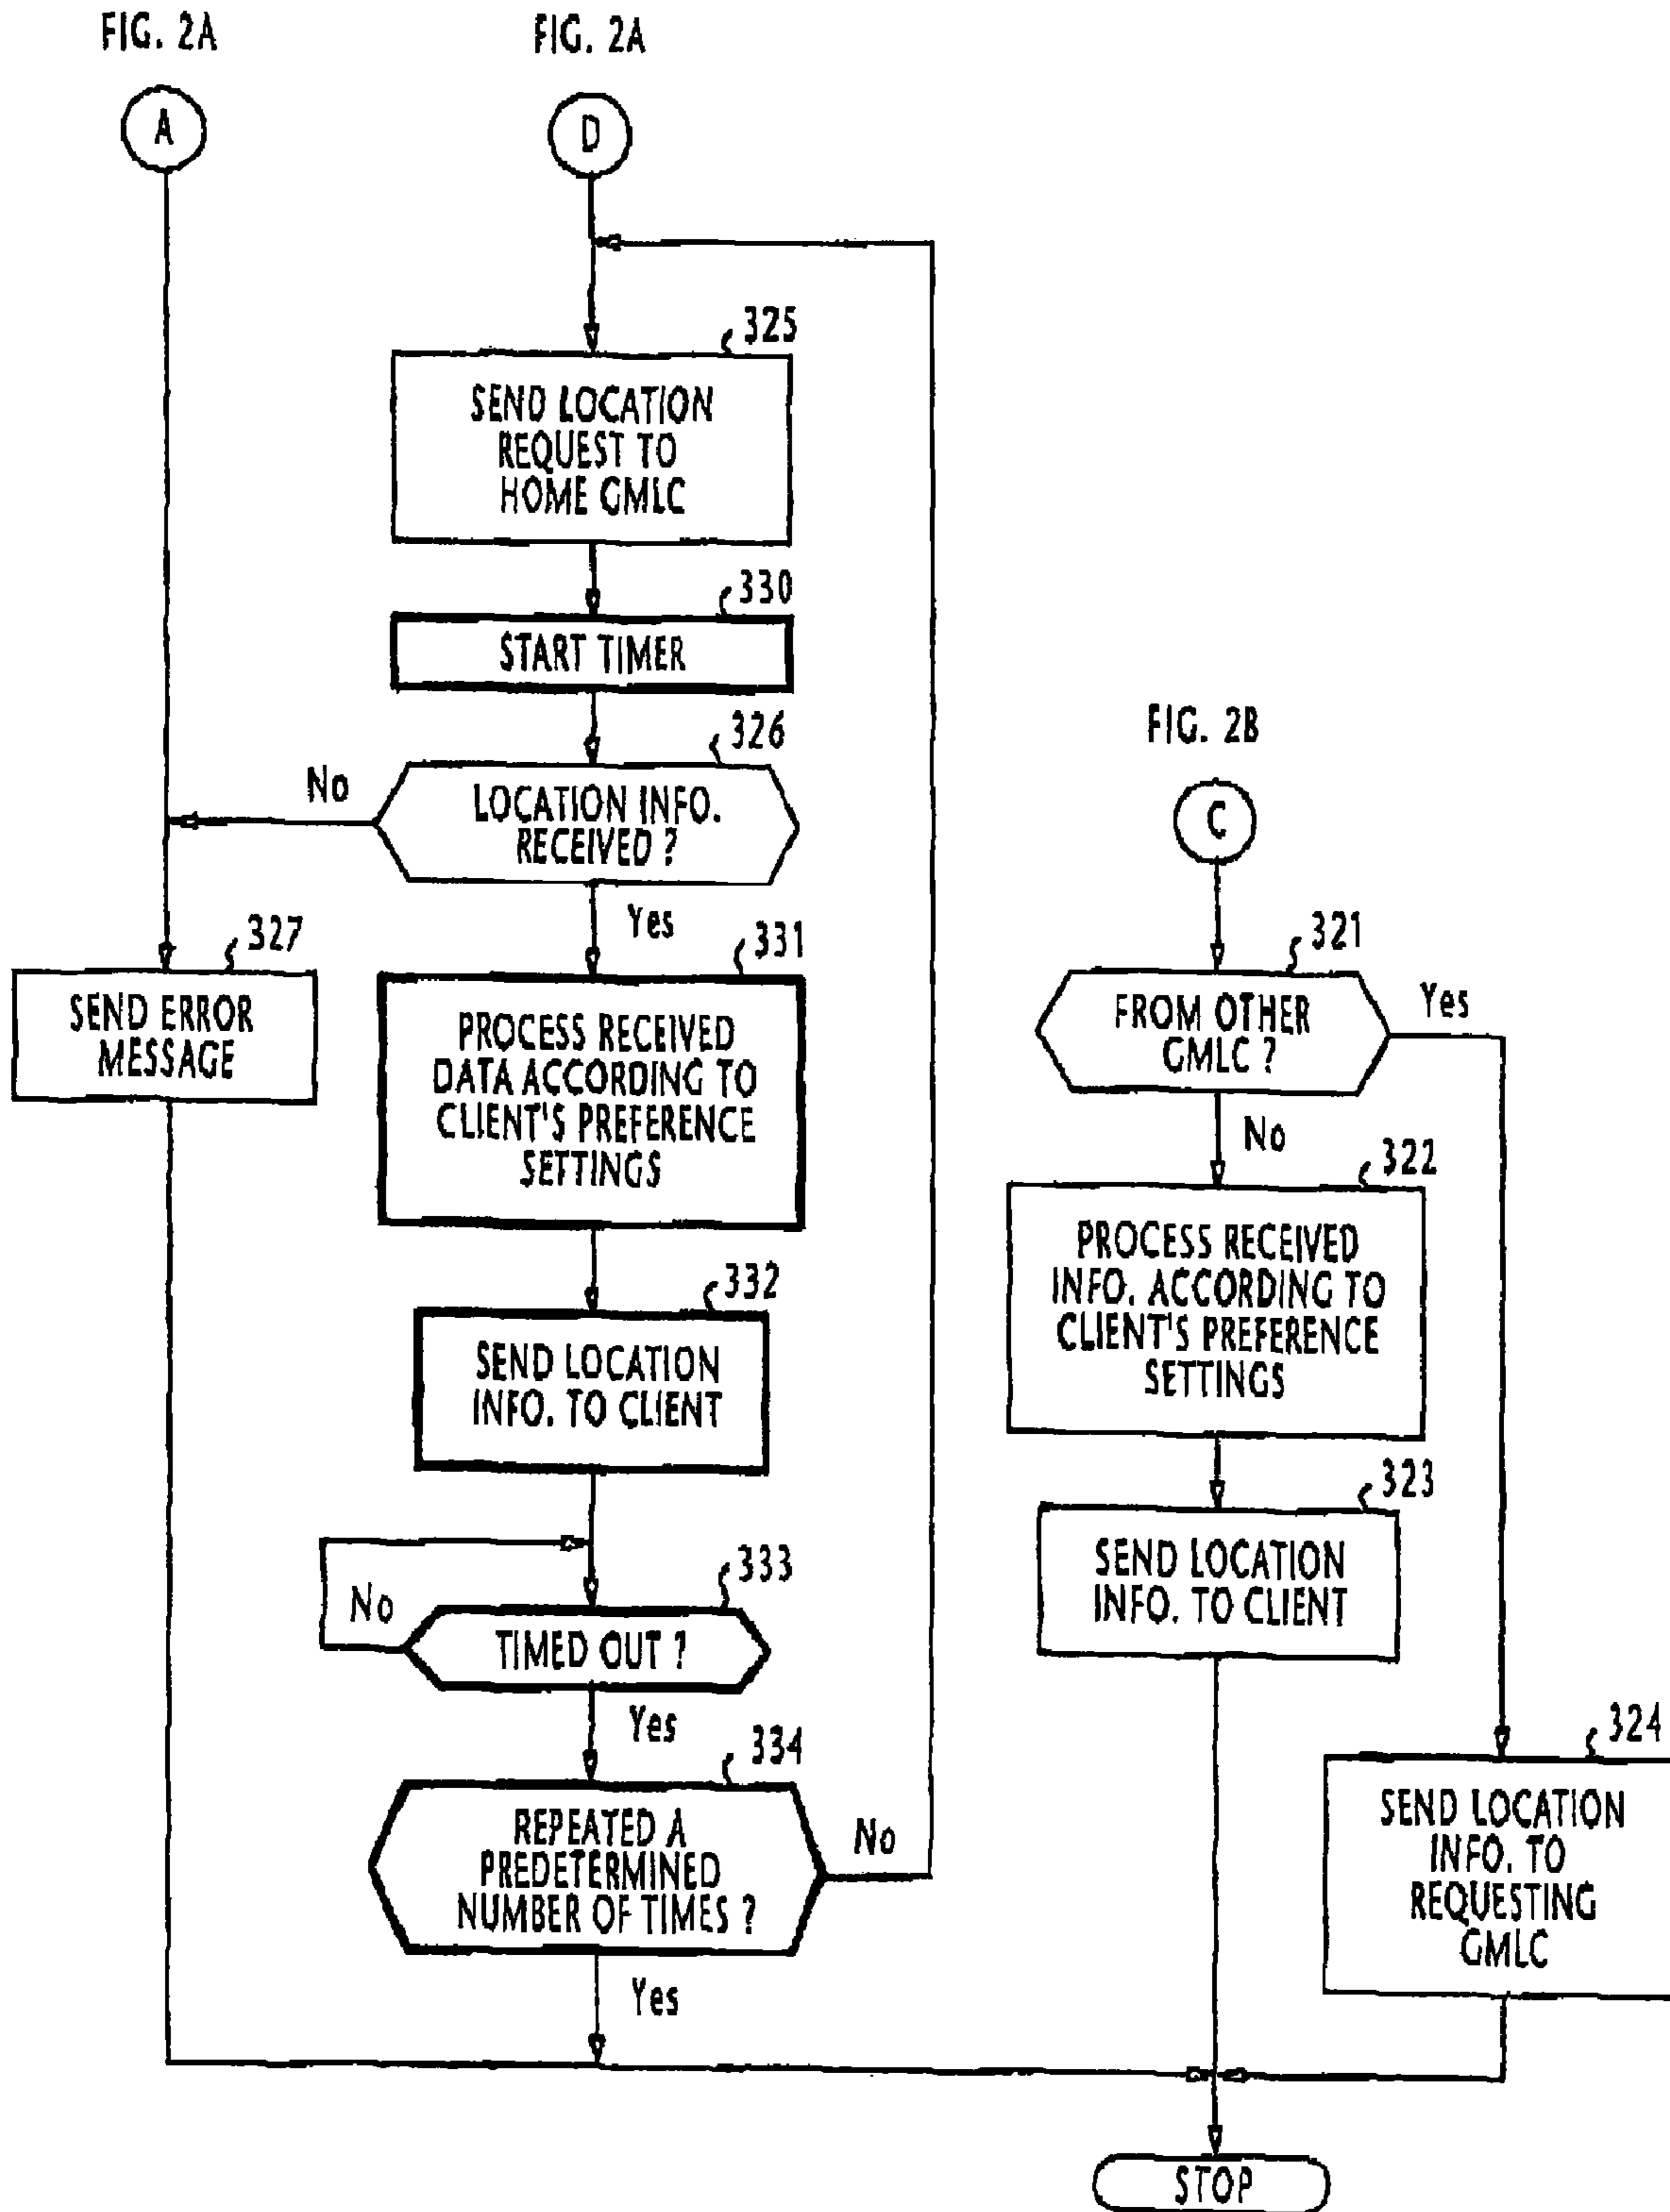 FIG. 2A
A
FIG. 2A
D
325
SEND LOCATION
REQUEST TO
HOME GMLC
330
START TIMER
326
LOCATION INFO.
RECEIVED ?
No
Yes
327
SEND ERROR
MESSAGE
331
PROCESS RECEIVED
DATA ACCORDING TO
CLIENT'S PREFERENCE
SETTINGS
332
SEND LOCATION
INFO. TO CLIENT
333
TIMED OUT ?
No
Yes
334
REPEATED A
PREDETERMINED
NUMBER OF TIMES ?
No
Yes
FIG. 2B
C
321
FROM OTHER
GMLC ?
Yes
No
322
PROCESS RECEIVED
INFO. ACCORDING TO
CLIENT'S PREFERENCE
SETTINGS
323
SEND LOCATION
INFO. TO CLIENT
324
SEND LOCATION
INFO. TO
REQUESTING
GMLC
STOP